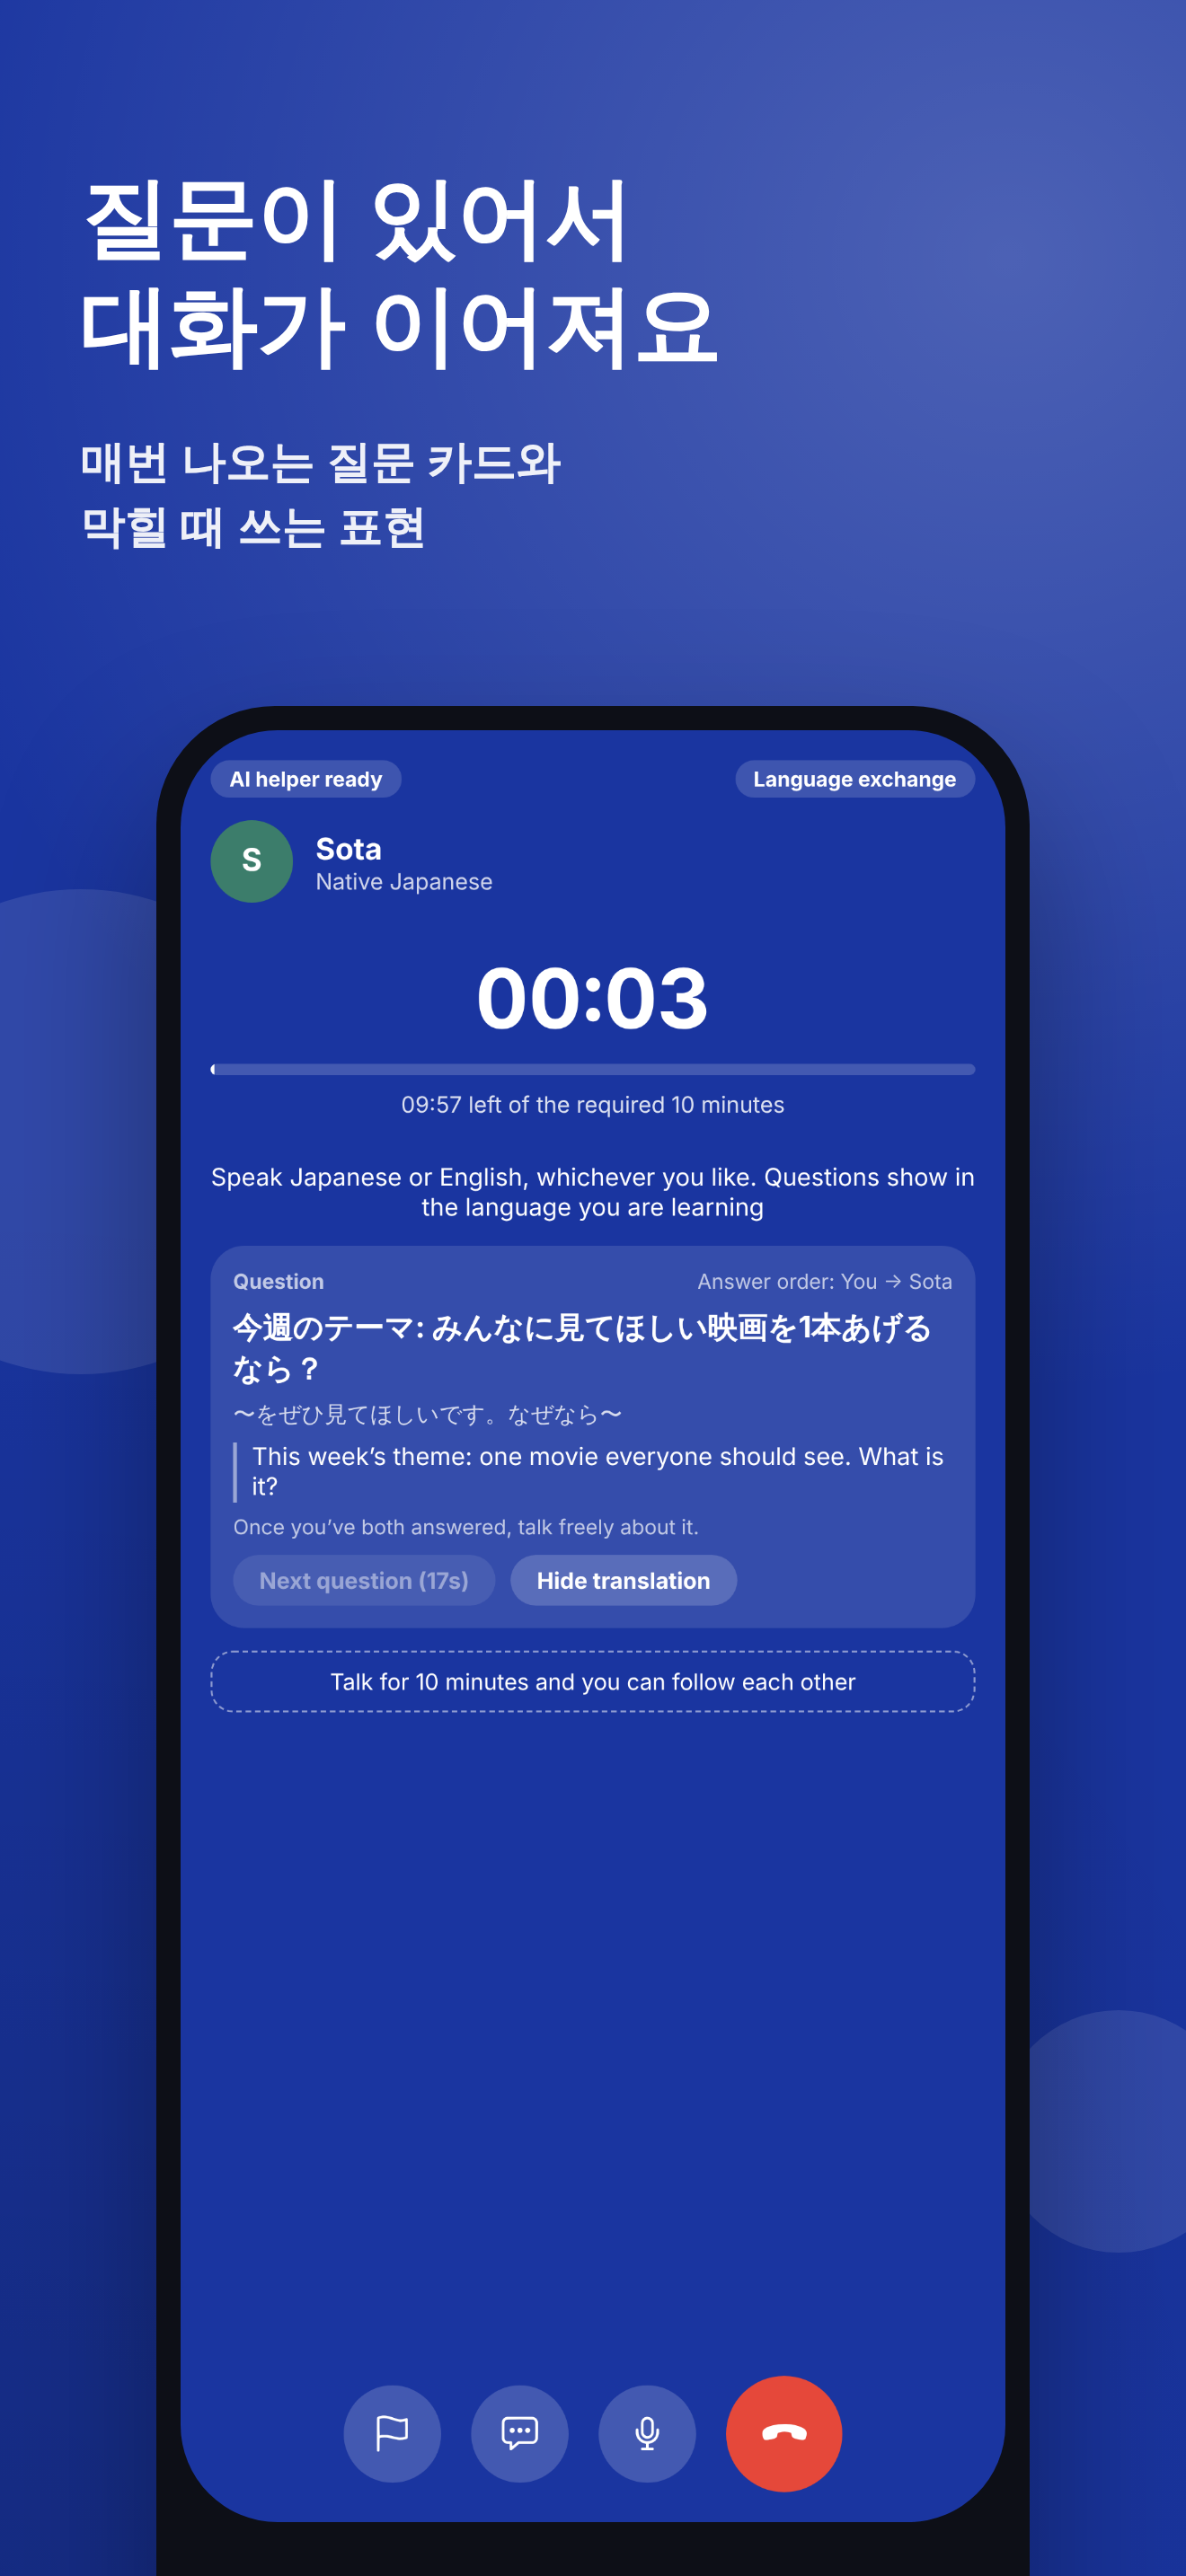 질문이 있어서
대화가 이어져요
매번 나오는 질문 카드와
막힐 때 쓰는 표현
AI helper ready
Language exchange
S
Sota
Native Japanese
00:03
09:57 left of the required 10 minutes
Speak Japanese or English, whichever you like. Questions show in
the language you are learning
Question
Answer order: You → Sota
今週のテーマ: みんなに見てほしい映画を1本あげる
なら？
〜をぜひ見てほしいです。なぜなら〜
This week’s theme: one movie everyone should see. What is
it?
Once you’ve both answered, talk freely about it.
Next question (17s)
Hide translation
Talk for 10 minutes and you can follow each other